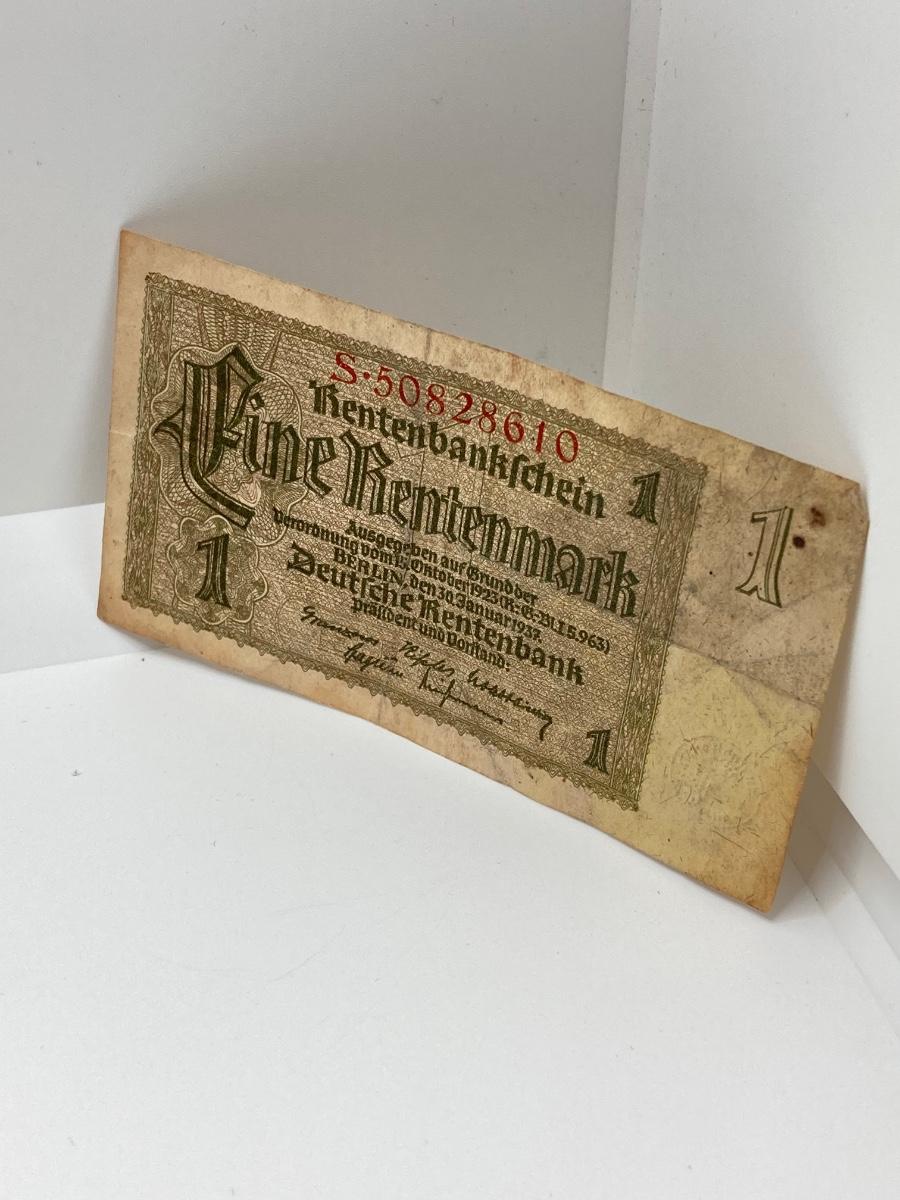 S·50828610
Rentenbankschein
1
Eine Rentenmark
1
Ausgegeben auf Grund der
Verordnung vom 15. Oktober 1923 (R-G-Bl I S. 963)
BERLIN, den 30. Januar 1937.
Deutsche Rentenbank
Präsident und Vorstand:
1
1